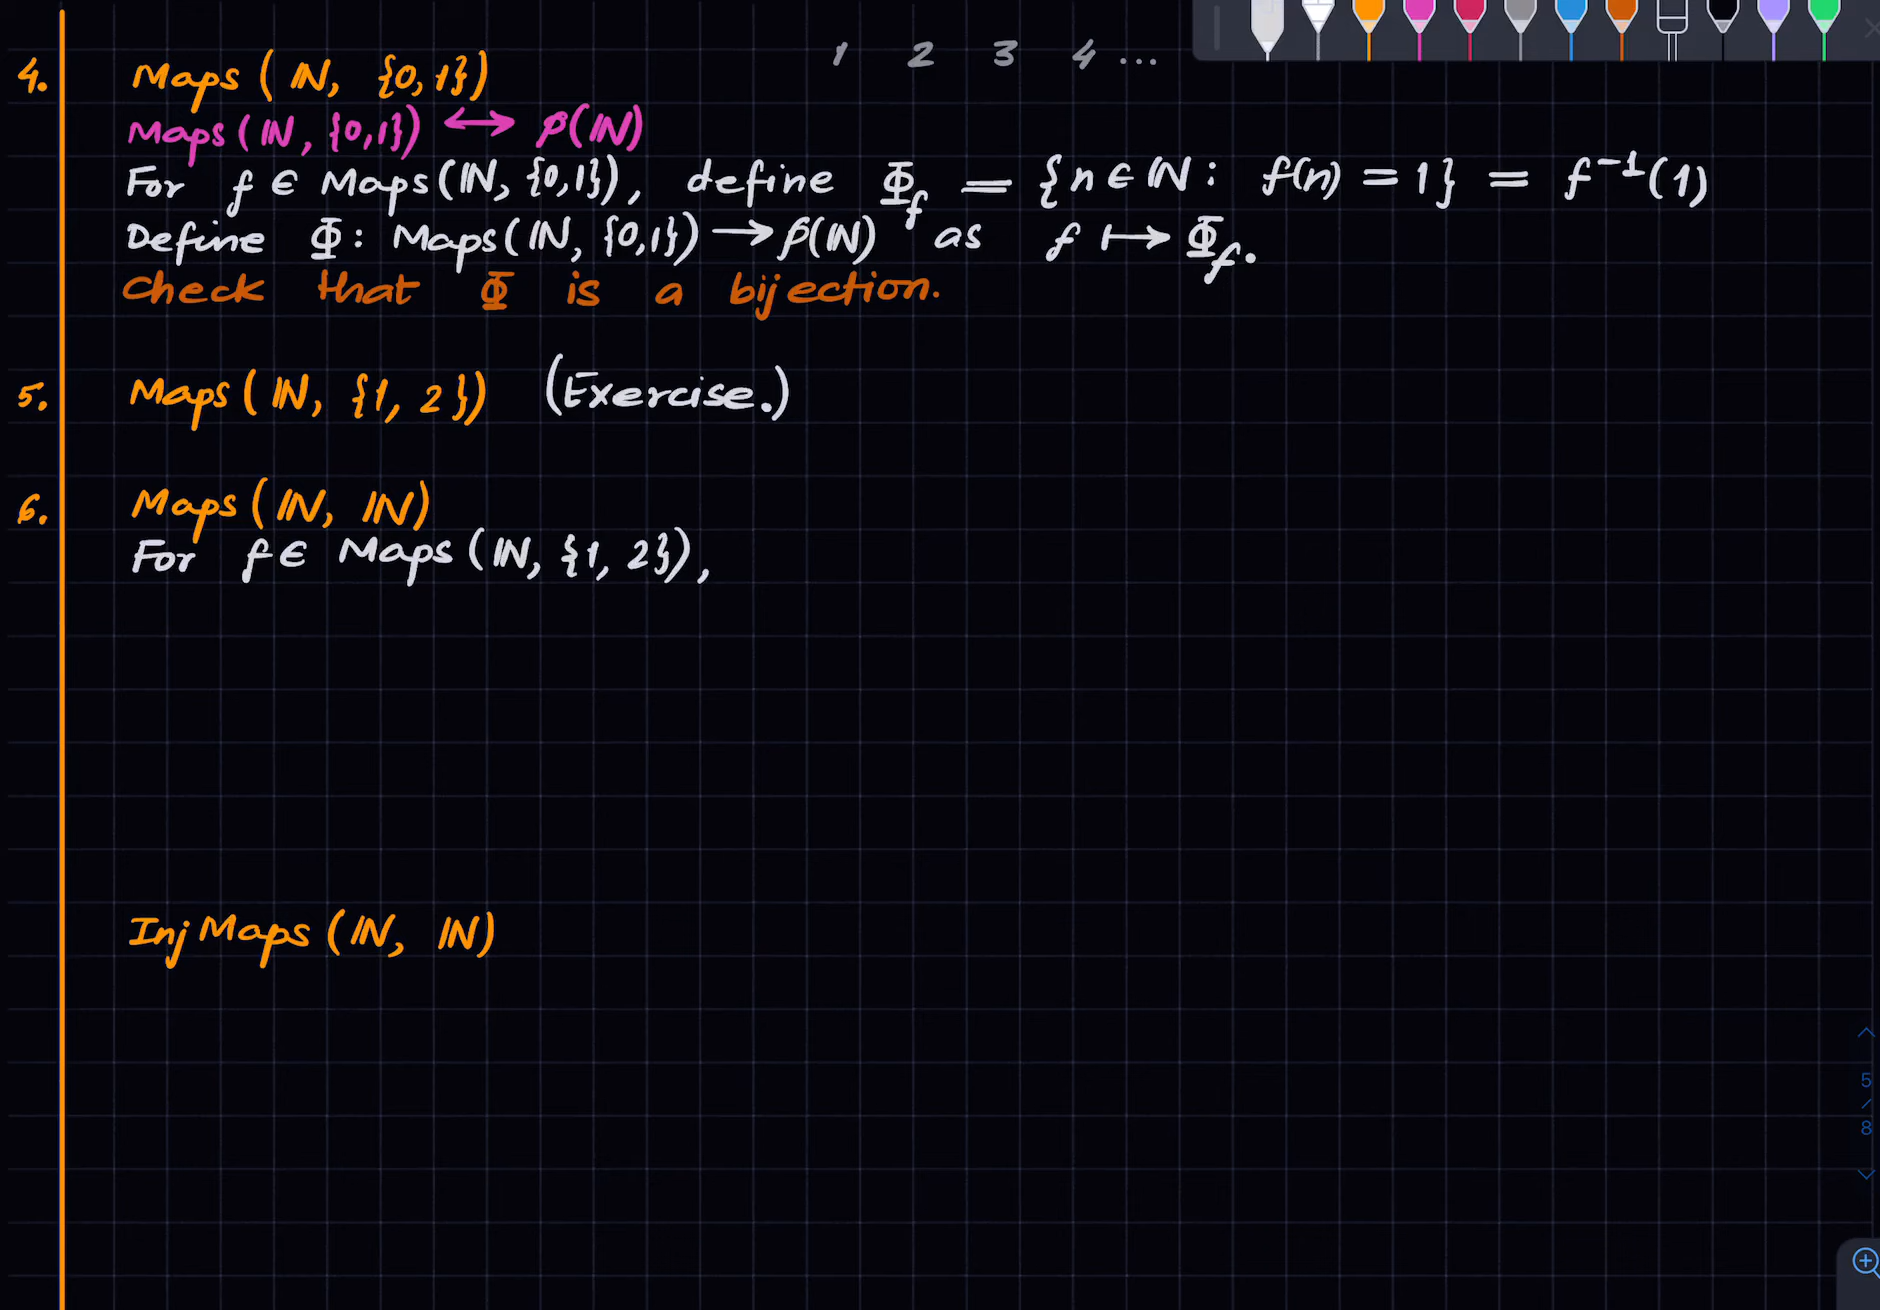 1 2 3 4 ...
4. Maps (ℕ, {0,1})
Maps (ℕ, {0,1}) ⟷ 𝒫(ℕ)
For f ∈ Maps (ℕ, {0,1}), define Φ_f = {n ∈ ℕ : f(n) = 1} = f⁻¹(1)
Define Φ : Maps (ℕ, {0,1}) → 𝒫(ℕ) as f ↦ Φ_f.
Check that Φ is a bijection.
5. Maps (ℕ, {1, 2}) (Exercise.)
6. Maps (ℕ, ℕ)
For f ∈ Maps (ℕ, {1, 2}),
Inj Maps (ℕ, ℕ)
5
/
8